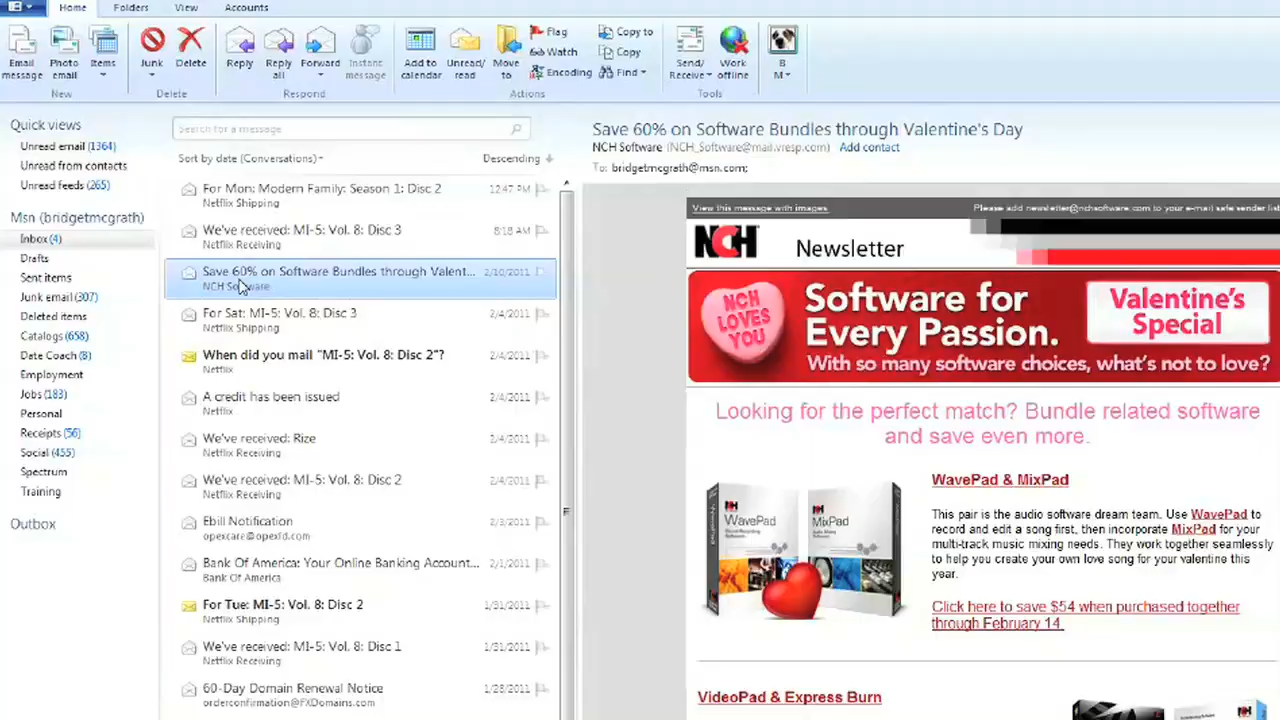 Home Folders View Accounts
Email message
Photo email
Items
Junk
Delete
Reply
Reply all
Forward
Instant message
Add to calendar
Unread/ read
Move to
Flag
Watch
Encoding
Copy to
Copy
Find
Send/ Receive
Work offline
B M
New Delete Respond Actions Tools
Quick views
Unread email (1364)
Unread from contacts
Unread feeds (265)
Msn (bridgetmcgrath)
Inbox (4)
Drafts
Sent items
Junk email (307)
Deleted items
Catalogs (658)
Date Coach (8)
Employment
Jobs (183)
Personal
Receipts (56)
Social (455)
Spectrum
Training
Outbox
Search for a message
Sort by date (Conversations) Descending
For Mon: Modern Family: Season 1: Disc 2 12:47 PM
Netflix Shipping
We've received: MI-5: Vol. 8: Disc 3 8:18 AM
Netflix Receiving
Save 60% on Software Bundles through Valent... 2/10/2011
NCH Software
For Sat: MI-5: Vol. 8: Disc 3 2/4/2011
Netflix Shipping
When did you mail "MI-5: Vol. 8: Disc 2"? 2/4/2011
Netflix
A credit has been issued 2/4/2011
Netflix
We've received: Rize 2/4/2011
Netflix Receiving
We've received: MI-5: Vol. 8: Disc 2 2/4/2011
Netflix Receiving
Ebill Notification 2/3/2011
opexcare@opexfd.com
Bank Of America: Your Online Banking Account... 2/1/2011
Bank Of America
For Tue: MI-5: Vol. 8: Disc 2 1/31/2011
Netflix Shipping
We've received: MI-5: Vol. 8: Disc 1 1/31/2011
Netflix Receiving
60-Day Domain Renewal Notice 1/28/2011
orderconfirmation@FXDomains.com
Save 60% on Software Bundles through Valentine's Day
NCH Software (NCH_Software@mail.vresp.com) Add contact
To: bridgetmcgrath@msn.com;
View this message with images Please add newsletter@nchsoftware.com to your e-mail safe sender list
NCH Newsletter
NCH LOVES YOU
Software for
Every Passion.
Valentine's
Special
With so many software choices, what's not to love?
Looking for the perfect match? Bundle related software
and save even more.
NCH WavePad
NCH MixPad
WavePad & MixPad
This pair is the audio software dream team. Use WavePad to
record and edit a song first, then incorporate MixPad for your
multi-track music mixing needs. They work together seamlessly
to help you create your own love song for your valentine this
year.
Click here to save $54 when purchased together
through February 14.
VideoPad & Express Burn